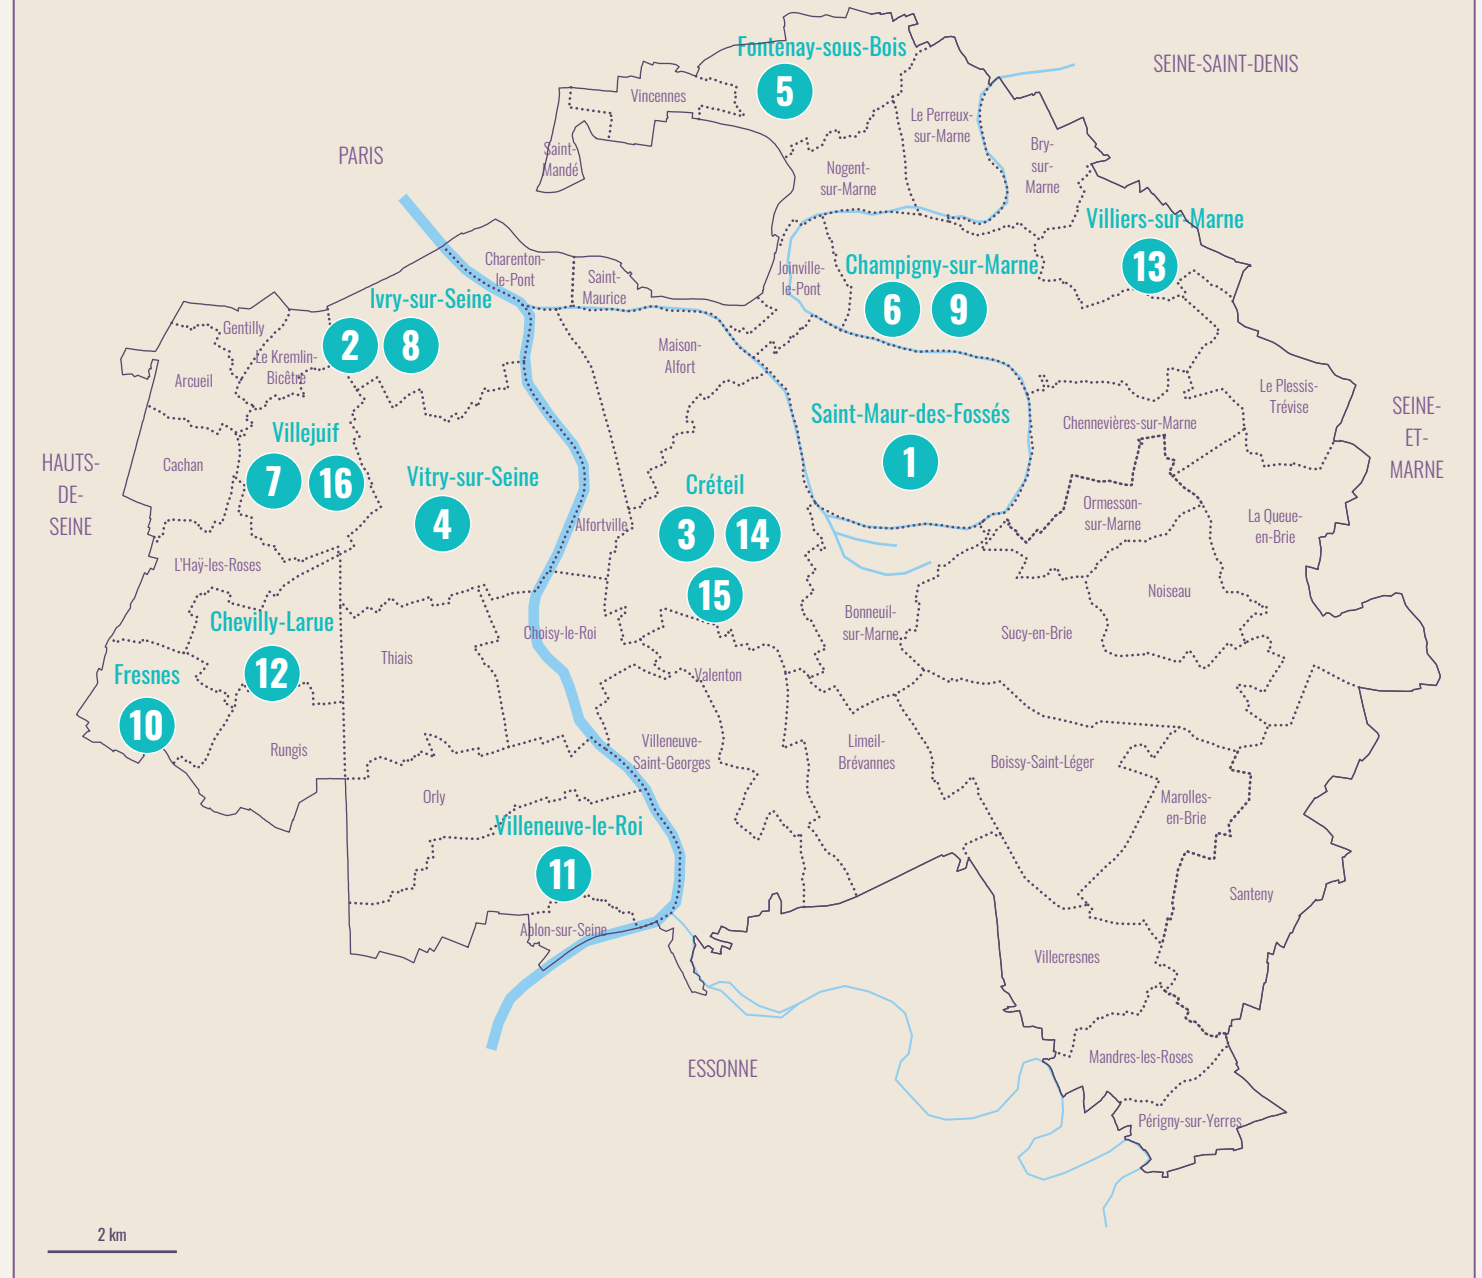 Fontenay-sous-Bois
5
SEINE-SAINT-DENIS
Vincennes
Le Perreux-
sur-Marne
PARIS
Saint-
Mandé
Bry-
sur-
Marne
Nogent-
sur-Marne
Villiers-sur-Marne
13
Charenton-
le-Pont
Saint-
Maurice
Joinville-
le-Pont
Champigny-sur-Marne
6
9
Ivry-sur-Seine
2
8
Gentilly
Le Kremlin-
Bicêtre
Arcueil
Maison-
Alfort
Le Plessis-
Trévise
SEINE-
ET-
MARNE
Saint-Maur-des-Fossés
1
Chennevières-sur-Marne
Villejuif
7
16
HAUTS-
DE-
SEINE
Cachan
Vitry-sur-Seine
4
Créteil
3
14
15
Alfortville
Ormesson-
sur-Marne
La Queue-
en-Brie
L'Haÿ-les-Roses
Noiseau
Chevilly-Larue
12
Choisy-le-Roi
Bonneuil-
sur-Marne
Sucy-en-Brie
Thiais
Fresnes
10
Valenton
Rungis
Villeneuve-
Saint-Georges
Limeil-
Brévannes
Boissy-Saint-Léger
Orly
Marolles-
en-Brie
Villeneuve-le-Roi
11
Santeny
Ablon-sur-Seine
Villecresnes
ESSONNE
Mandres-les-Roses
Périgny-sur-Yerres
2 km